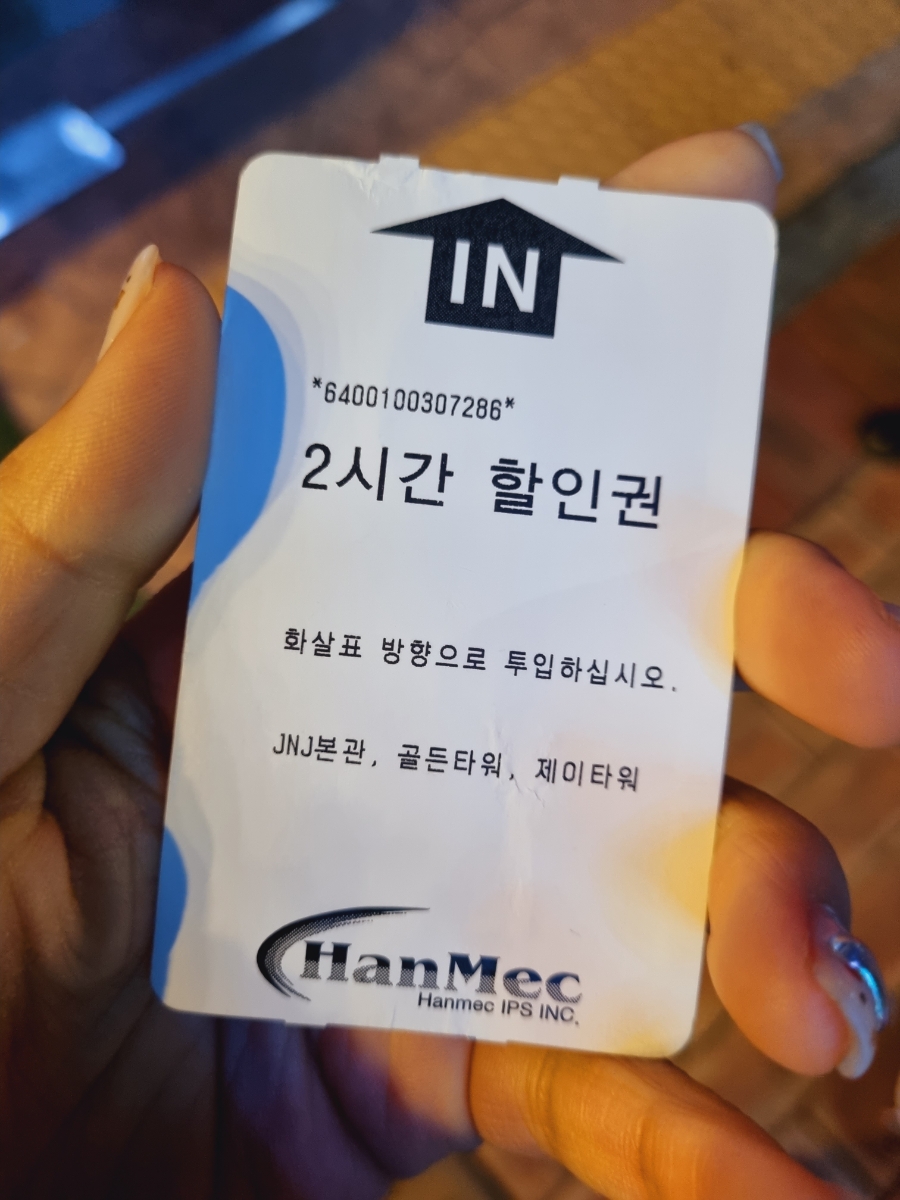 IN
*6400100307286*
2시간 할인권
화살표 방향으로 투입하십시오.
JNJ본관, 골든타워, 제이타워
HanMec
Hanmec IPS INC.